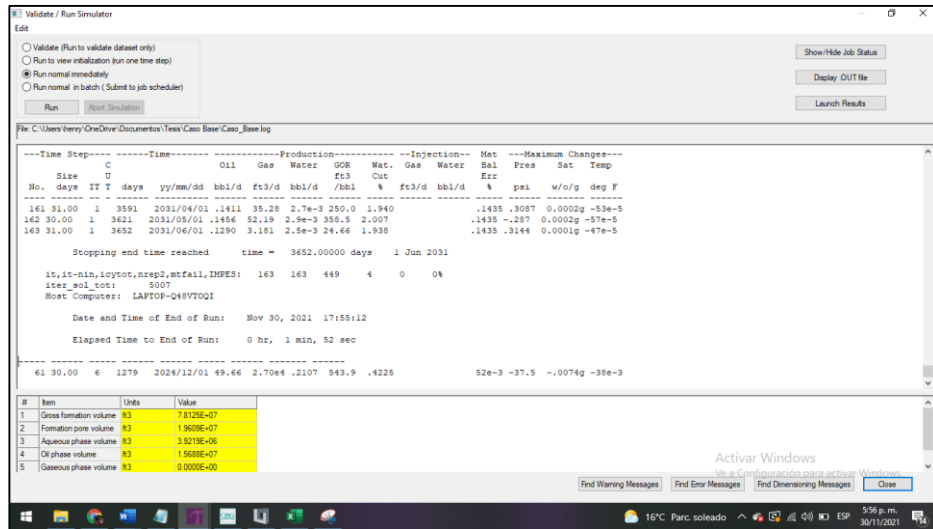 Validate / Run Simulator
Edit
Validate (Run to validate dataset only)
Run to view initialization (run one time step)
Run normal immediately
Run normal in batch ( Submit to job scheduler)
Run Abort Simulation
Show/Hide Job Status
Display .OUT file
Launch Results
File: C:\Users\henry\OneDrive\Documentos\Tesis\Caso Base\Caso_Base.log
---Time Step---- ------Time------- ------------Production----------- --Injection-- Mat ---Maximum Changes---
C Oil Gas Water GOR Wat. Gas Water Bal Pres Sat Temp
Size U ft3 Cut Err
No. days IT T days yy/mm/dd bbl/d ft3/d bbl/d /bbl % ft3/d bbl/d % psi w/o/g deg F
161 31.00 1 3591 2031/04/01 .1411 35.28 2.7e-3 250.0 1.940 .1435 .3087 0.0002g -53e-5
162 30.00 1 3621 2031/05/01 .1456 52.19 2.9e-3 358.5 2.007 .1435 -.287 0.0002g -57e-5
163 31.00 1 3652 2031/06/01 .1290 3.181 2.5e-3 24.66 1.938 .1435 .3144 0.0001g -47e-5
Stopping end time reached time = 3652.00000 days 1 Jun 2031
it,it-nin,icytot,nrep2,mtfail,IMPES: 163 163 449 4 0 0%
iter_sol_tot: 5007
Host Computer: LAPTOP-Q48VTOQI
Date and Time of End of Run: Nov 30, 2021 17:55:12
Elapsed Time to End of Run: 0 hr, 1 min, 52 sec
61 30.00 6 1279 2024/12/01 49.66 2.70e4 .2107 543.9 .4225 52e-3 -37.5 -.0074g -38e-3
# Item Units Value
1 Gross formation volume ft3 7.8125E+07
2 Formation pore volume ft3 1.9609E+07
3 Aqueous phase volume ft3 3.9219E+06
4 Oil phase volume ft3 1.5688E+07
5 Gaseous phase volume ft3 0.0000E+00
Activar Windows
Ve a Configuración para activar Windows.
Find Warning Messages Find Error Messages Find Dimensioning Messages Close
16°C Parc. soleado ESP 5:56 p. m.
30/11/2021